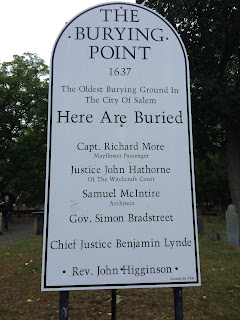 THE
·BURYING·
POINT
1637
The Oldest Burying Ground In
The City Of Salem
Here Are Buried
Capt. Richard More
Mayflower Passenger
Justice John Hathorne
Of The Witchcraft Court
Samuel McIntire
Architect
Gov. Simon Bradstreet
Chief Justice Benjamin Lynde
· Rev. John Higginson ·